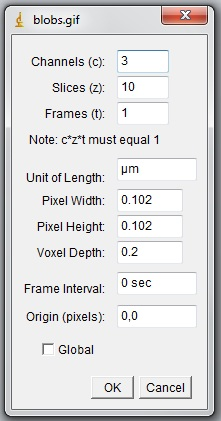 blobs.gif
Channels (c): 3
Slices (z): 10
Frames (t): 1
Note: c*z*t must equal 1
Unit of Length: µm
Pixel Width: 0.102
Pixel Height: 0.102
Voxel Depth: 0.2
Frame Interval: 0 sec
Origin (pixels): 0,0
Global
OK Cancel